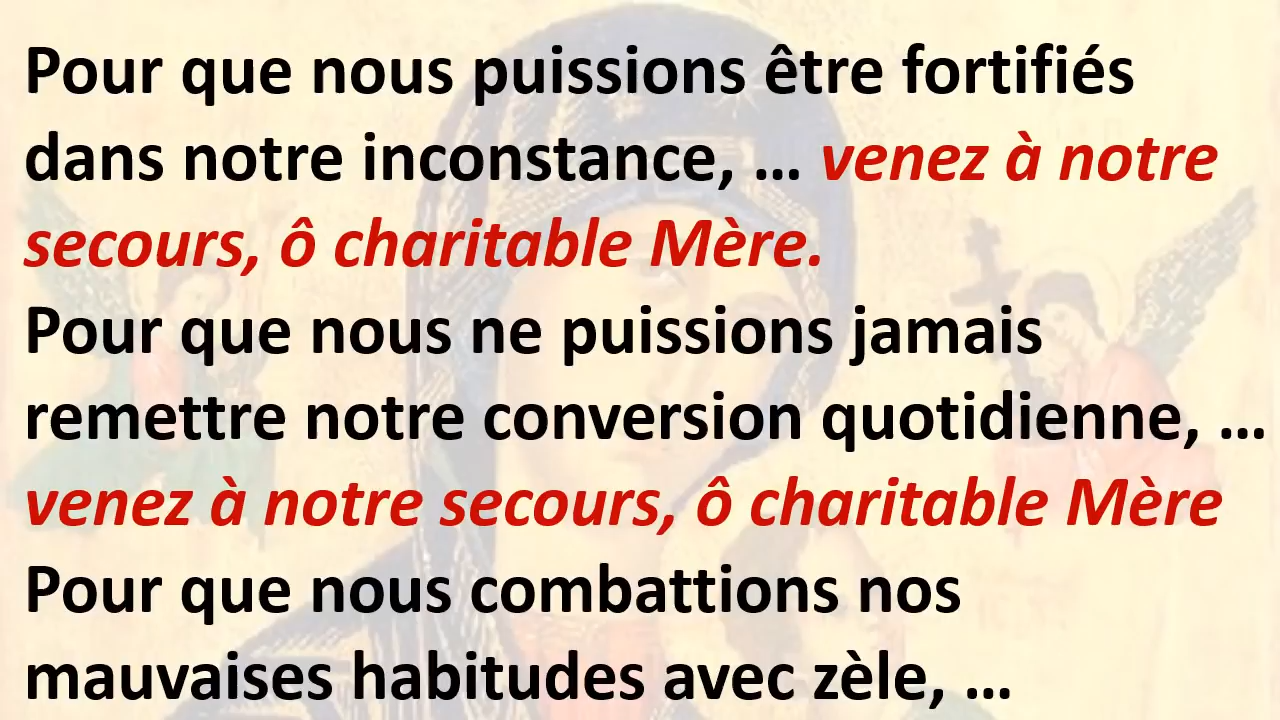 Pour que nous puissions être fortifiés
dans notre inconstance, ... venez à notre
secours, ô charitable Mère.
Pour que nous ne puissions jamais
remettre notre conversion quotidienne, ...
venez à notre secours, ô charitable Mère
Pour que nous combattions nos
mauvaises habitudes avec zèle, ...